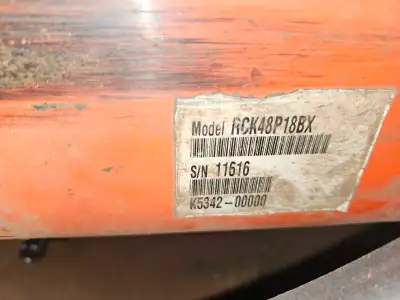 Model RCK48P18BX
S/N 11616
K5342-00000